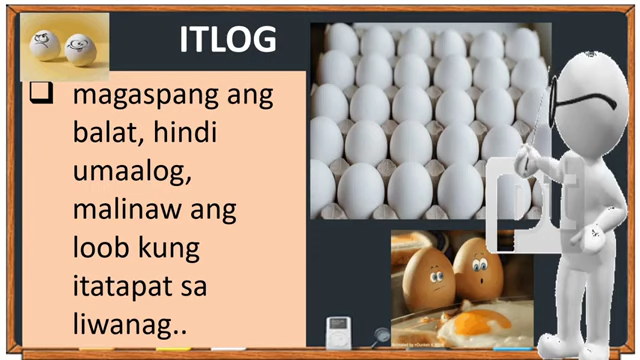 ITLOG
❑ magaspang ang
balat, hindi
umaalog,
malinaw ang
loob kung
itatapat sa
liwanag..